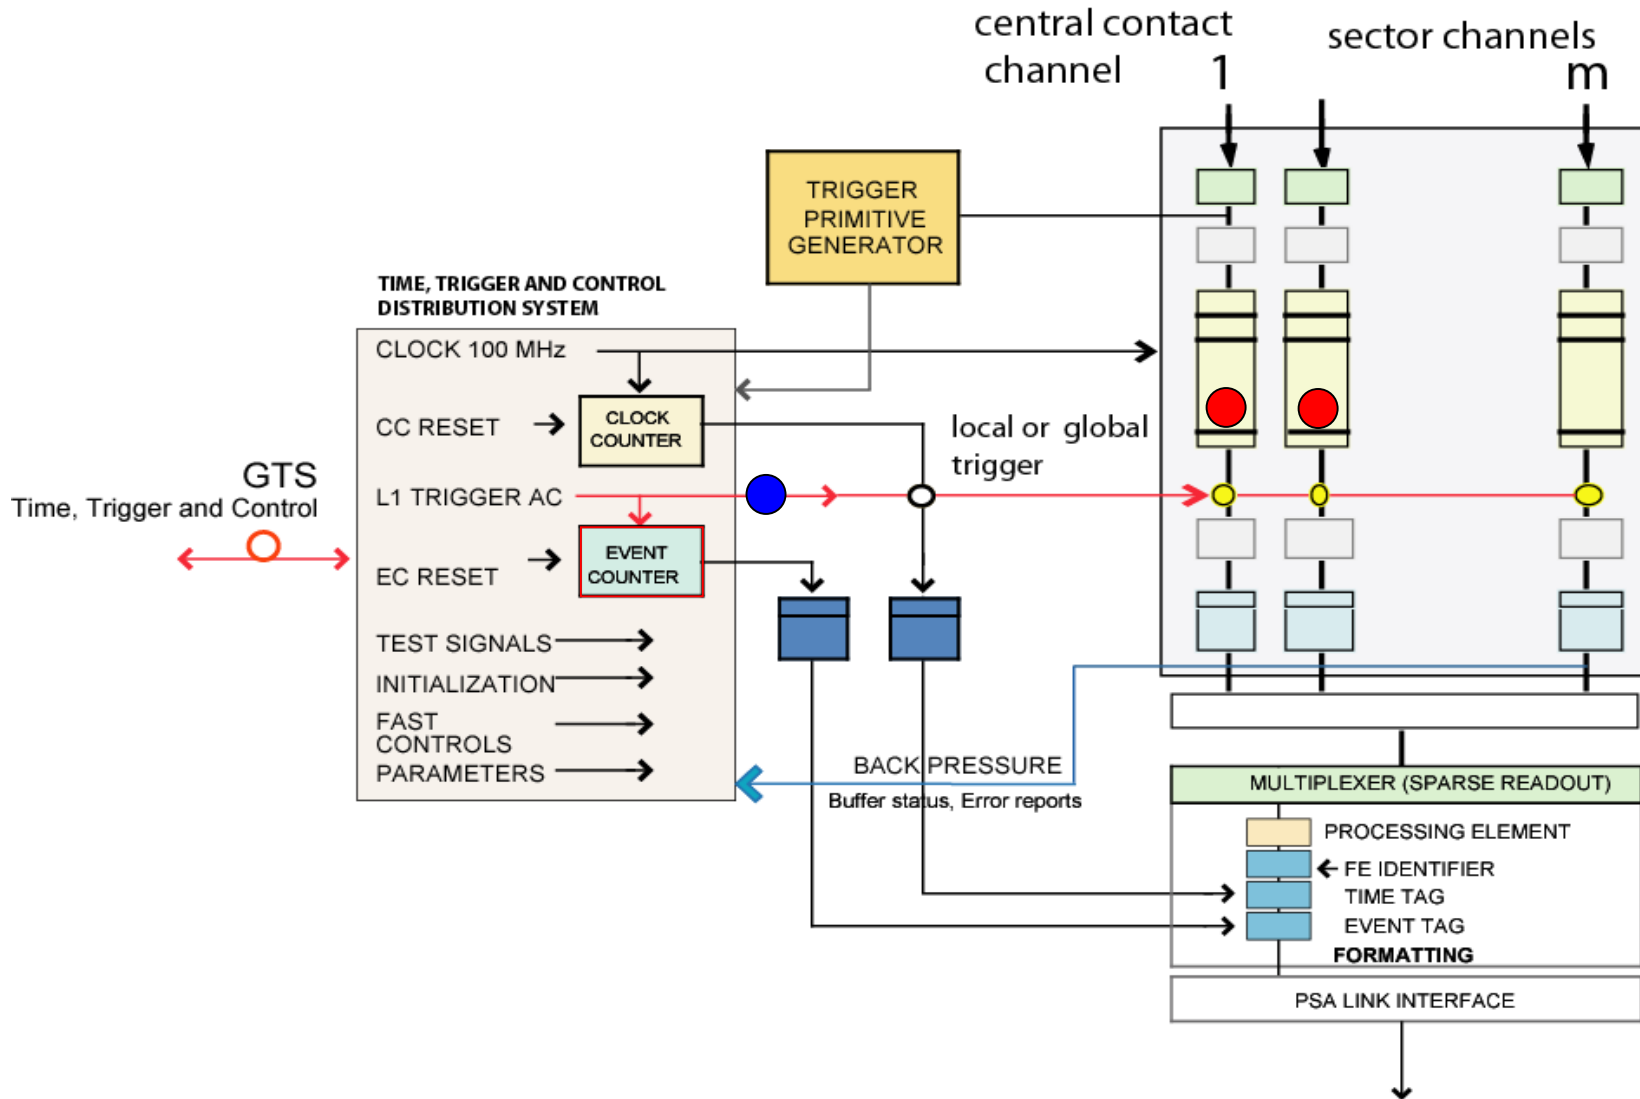 central contact
channel
1
sector channels
m
TRIGGER
PRIMITIVE
GENERATOR
TIME, TRIGGER AND CONTROL
DISTRIBUTION SYSTEM
CLOCK 100 MHz
CC RESET
CLOCK
COUNTER
local or global
trigger
GTS
Time, Trigger and Control
L1 TRIGGER AC
EVENT
COUNTER
EC RESET
TEST SIGNALS
INITIALIZATION
FAST
CONTROLS
PARAMETERS
BACK PRESSURE
Buffer status, Error reports
MULTIPLEXER (SPARSE READOUT)
PROCESSING ELEMENT
FE IDENTIFIER
TIME TAG
EVENT TAG
FORMATTING
PSA LINK INTERFACE